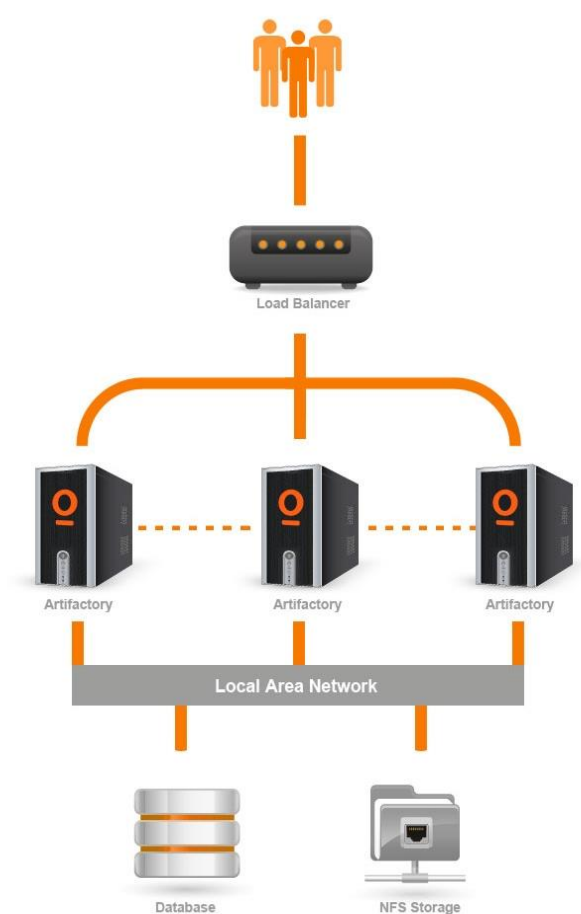 Load Balancer
Artifactory
Artifactory
Artifactory
Local Area Network
Database
NFS Storage